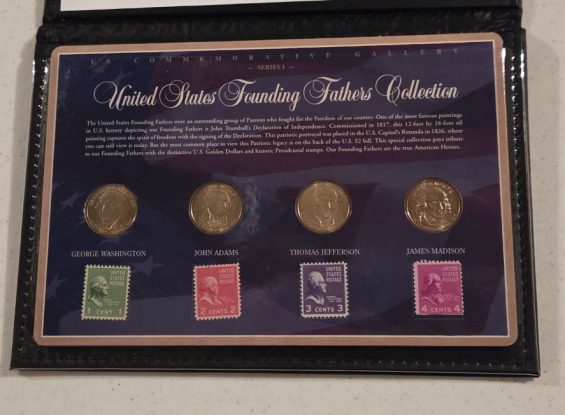 US COMMEMORATIVE GALLERY
SERIES I
United States Founding Fathers Collection
The United States Founding Fathers were an outstanding group of Patriots who fought for the Freedom of our country. One of the most famous paintings
in U.S. history depicting our Founding Fathers is John Trumbull's Declaration of Independence. Commissioned in 1817, this 12-foot by 18-foot oil
painting captures the spirit of freedom with the signing of the Declaration. This patriotic portrayal was placed in the U.S. Capitol's Rotunda in 1826, where
you can still view it today. But the most common place to view this Patriotic legacy is on the back of the U.S. $2 bill. This special collection pays tribute
to our Founding Fathers with the distinctive U.S. Golden Dollars and historic Presidential stamps. Our Founding Fathers are the true American Heroes.
GEORGE WASHINGTON
JOHN ADAMS
THOMAS JEFFERSON
JAMES MADISON
UNITED
STATES
POSTAGE
1 CENT 1
UNITED
STATES
POSTAGE
2 CENTS 2
UNITED
STATES
POSTAGE
3 CENTS 3
UNITED
STATES
POSTAGE
4 CENTS 4